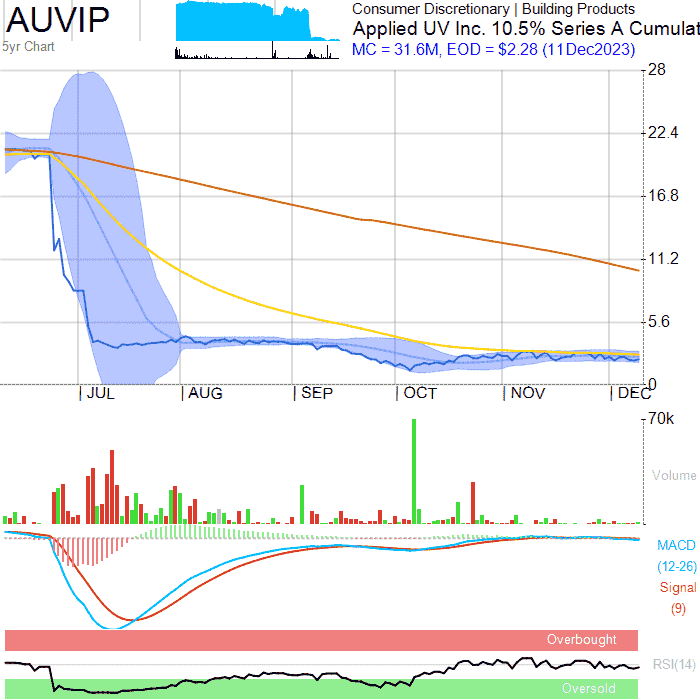 AUVIP
5yr Chart
Consumer Discretionary | Building Products
Applied UV Inc. 10.5% Series A Cumulat
MC = 31.6M, EOD = $2.28 (11Dec2023)
28
22.4
16.8
11.2
5.6
0
| JUL | AUG | SEP | OCT | NOV | DEC
70k
Volume
MACD
(12-26)
Signal
(9)
Overbought
RSI(14)
Oversold